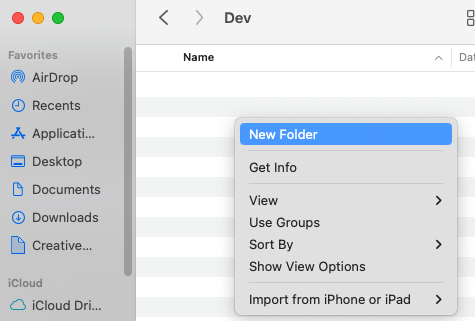 Dev
Favorites
AirDrop
Recents
Applicati...
Desktop
Documents
Downloads
Creative...
iCloud
iCloud Dri...
Name
Dat
New Folder
Get Info
View
Use Groups
Sort By
Show View Options
Import from iPhone or iPad